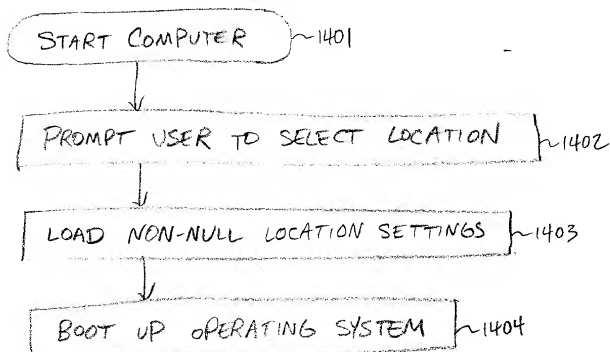 START COMPUTER ~1401
PROMPT USER TO SELECT LOCATION ~1402
LOAD NON-NULL LOCATION SETTINGS ~1403
BOOT UP OPERATING SYSTEM ~1404